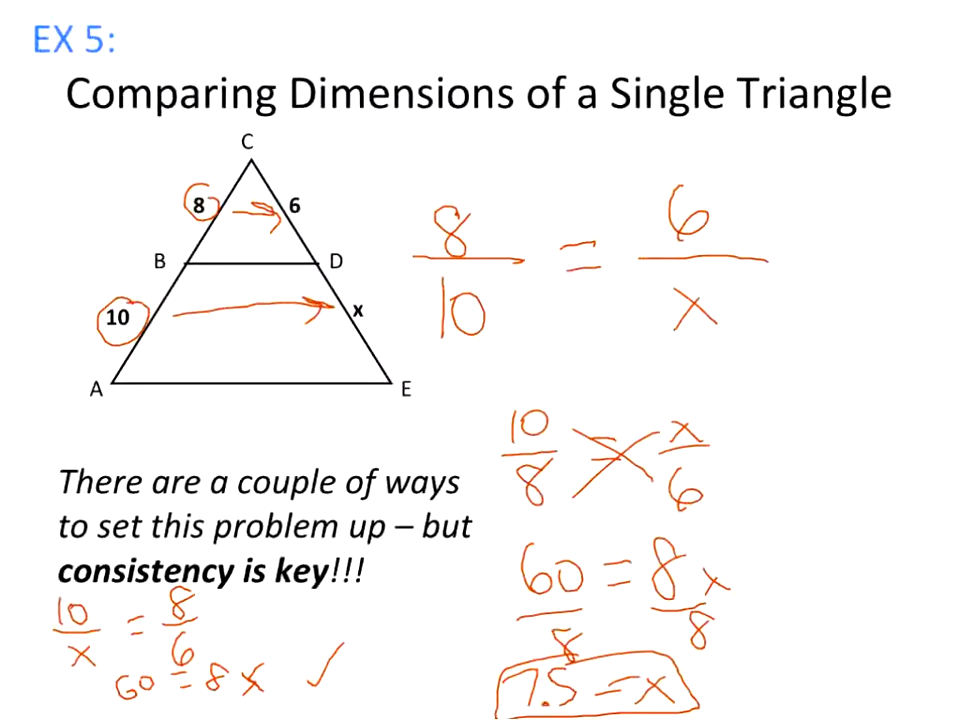 EX 5:
Comparing Dimensions of a Single Triangle
C
8 6
B D
10 x
A E
8/10 = 6/x
10/8 = x/6
There are a couple of ways
to set this problem up – but
consistency is key!!!
60/8 = 8x/8
7.5 = x
10/x = 8/6
60 = 8x ✓